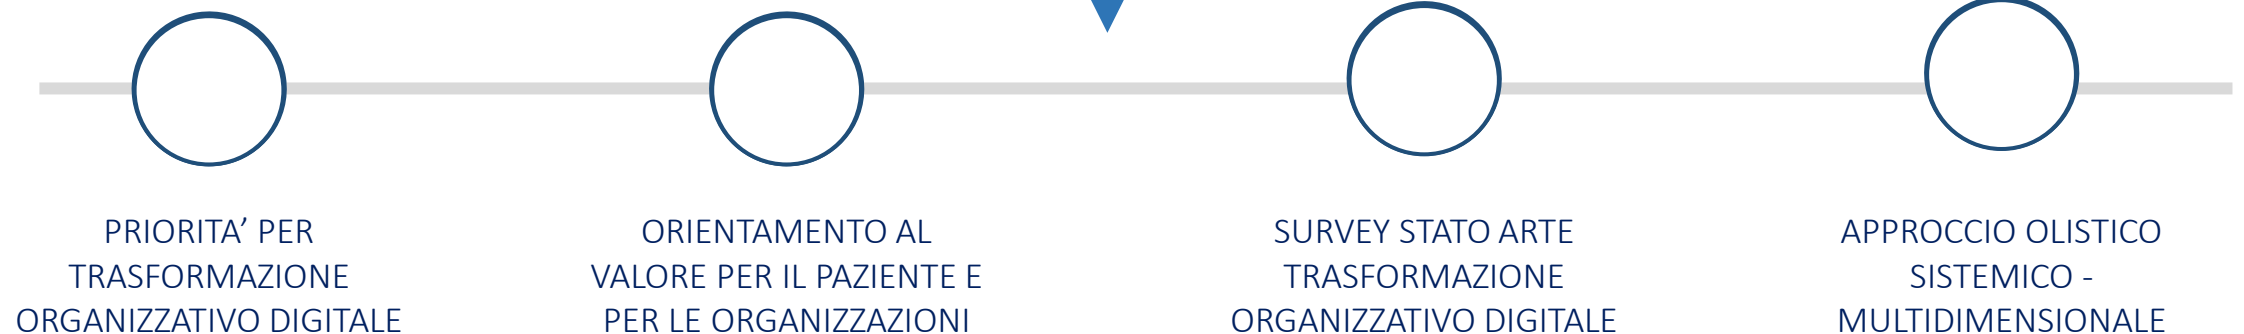 PRIORITA’ PER
TRASFORMAZIONE
ORGANIZZATIVO DIGITALE
ORIENTAMENTO AL
VALORE PER IL PAZIENTE E
PER LE ORGANIZZAZIONI
SURVEY STATO ARTE
TRASFORMAZIONE
ORGANIZZATIVO DIGITALE
APPROCCIO OLISTICO
SISTEMICO -
MULTIDIMENSIONALE